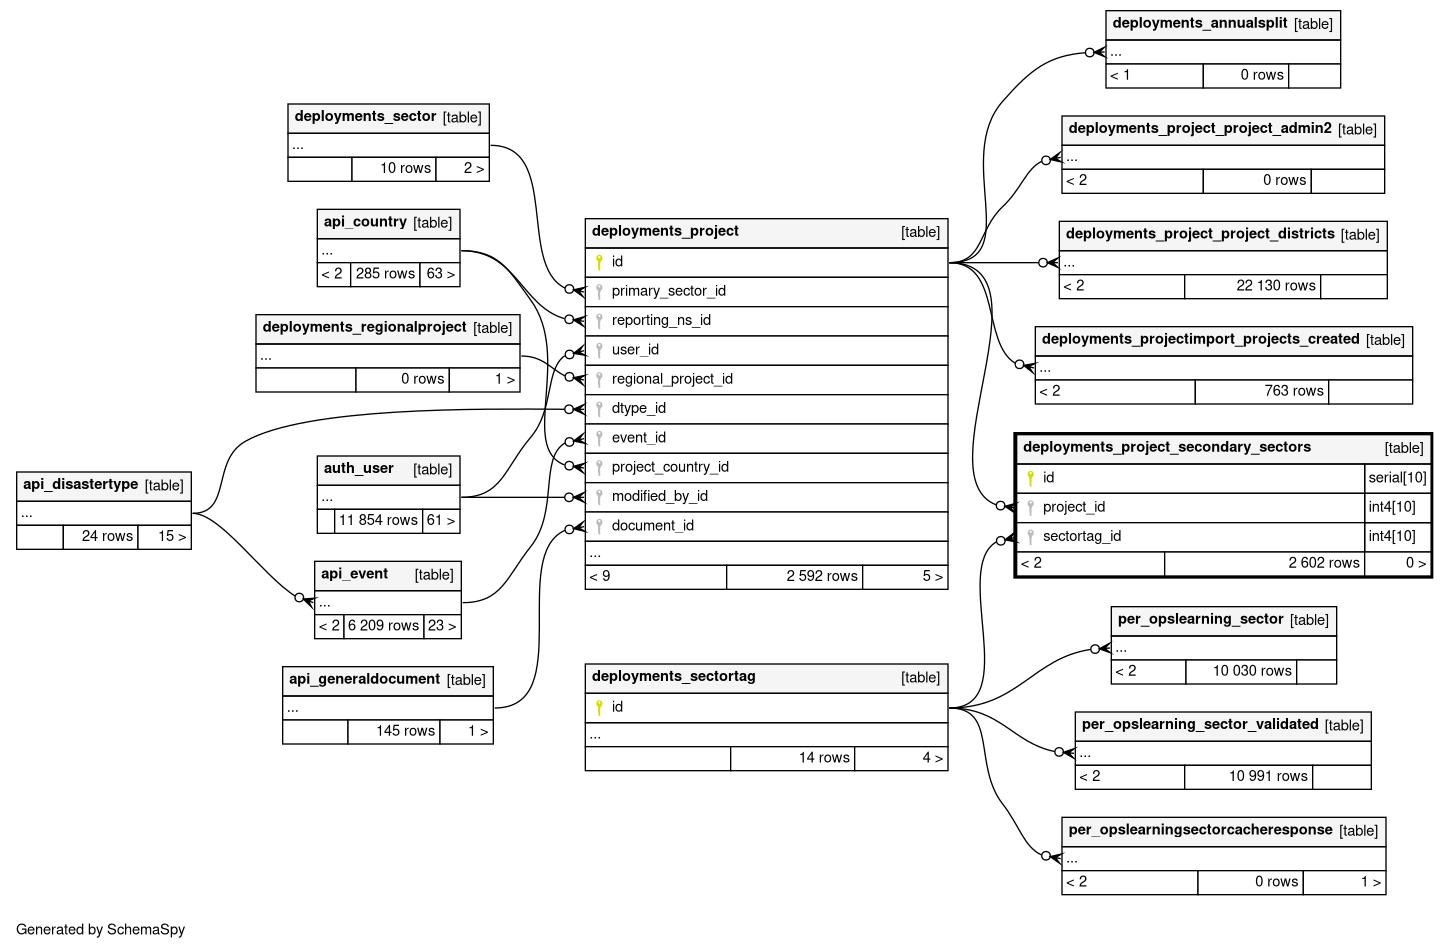 deployments_annualsplit [table]
...
< 1 0 rows
deployments_sector [table]
...
10 rows 2 >
deployments_project_project_admin2 [table]
...
< 2 0 rows
api_country [table]
...
< 2 285 rows 63 >
deployments_project [table]
id
primary_sector_id
reporting_ns_id
user_id
regional_project_id
dtype_id
event_id
project_country_id
modified_by_id
document_id
...
< 9 2 592 rows 5 >
deployments_project_project_districts [table]
...
< 2 22 130 rows
deployments_regionalproject [table]
...
0 rows 1 >
deployments_projectimport_projects_created [table]
...
< 2 763 rows
deployments_project_secondary_sectors [table]
id serial[10]
project_id int4[10]
sectortag_id int4[10]
< 2 2 602 rows 0 >
auth_user [table]
...
11 854 rows 61 >
api_disastertype [table]
...
24 rows 15 >
api_event [table]
...
< 2 6 209 rows 23 >
per_opslearning_sector [table]
...
< 2 10 030 rows
api_generaldocument [table]
...
145 rows 1 >
deployments_sectortag [table]
id
...
14 rows 4 >
per_opslearning_sector_validated [table]
...
< 2 10 991 rows
per_opslearningsectorcacheresponse [table]
...
< 2 0 rows 1 >
Generated by SchemaSpy